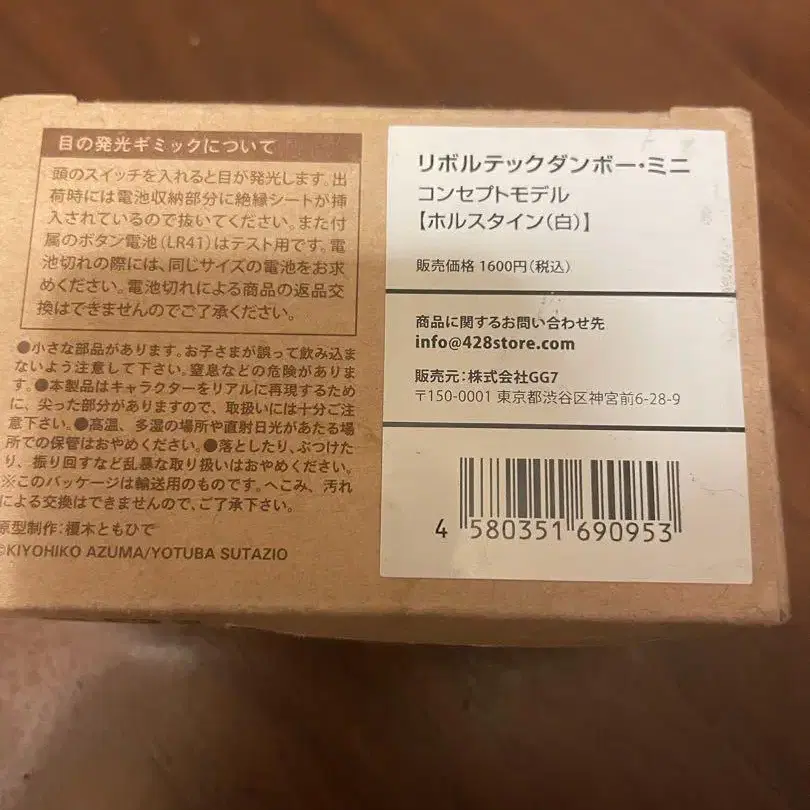 目の発光ギミックについて
頭のスイッチを入れると目が発光します。出
荷時には電池収納部分に絶縁シートが挿
入されているので抜いてください。また付
属のボタン電池(LR41)はテスト用です。電
池切れの際には、同じサイズの電池をお求
めください。電池切れによる商品の返品交
換はできませんのでご了承ください。
●小さな部品があります。お子さまが誤って飲み込ま
ないよう注意して下さい。窒息などの危険がありま
す。●本製品はキャラクターをリアルに再現するため
に、尖った部分がありますので、取扱いには十分ご注
意下さい。●高温、多湿の場所や直射日光があたる場
所での保管はおやめください。●落としたり、ぶつけた
り、振り回すなど乱暴な取り扱いはおやめください。
※このパッケージは輸送用のものです。へこみ、汚れ
による交換はできませんので、ご了承下さい。
原型制作:榎木ともひで
©KIYOHIKO AZUMA/YOTUBA SUTAZIO
リボルテックダンボー・ミニ
コンセプトモデル
【ホルスタイン(白)】
販売価格 1600円(税込)
商品に関するお問い合わせ先
info@428store.com
販売元:株式会社GG7
〒150-0001 東京都渋谷区神宮前6-28-9
4 580351 690953